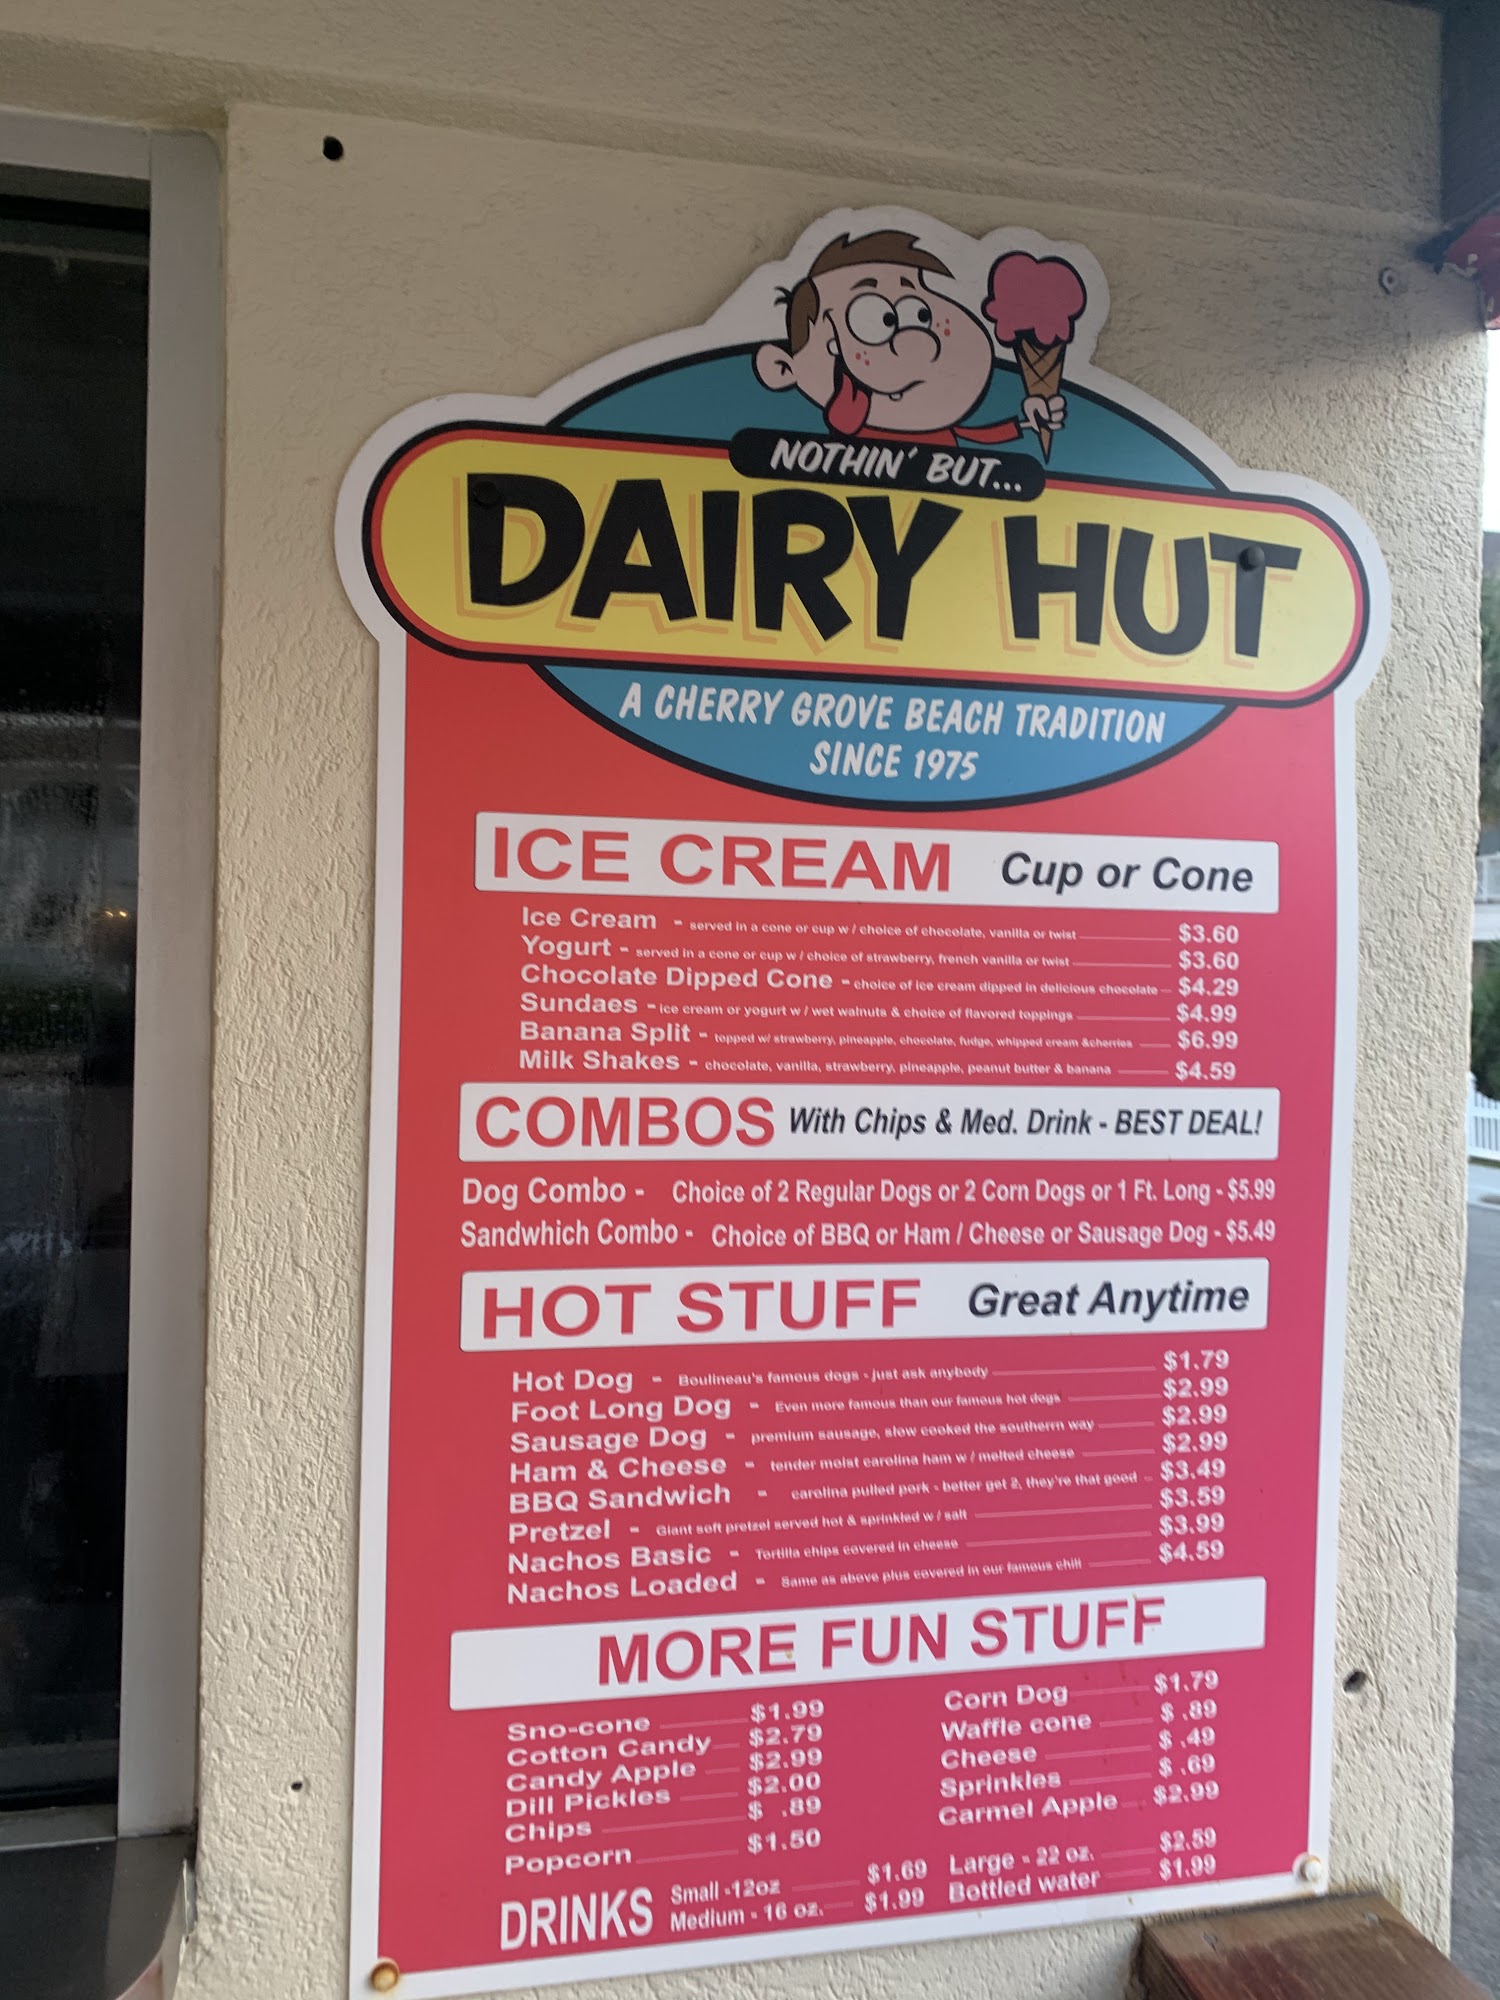 NOTHIN' BUT...
DAIRY HUT
A CHERRY GROVE BEACH TRADITION
SINCE 1975
ICE CREAM Cup or Cone
Ice Cream - served in a cone or cup w / choice of chocolate, vanilla or twist $3.60
Yogurt - served in a cone or cup w / choice of strawberry, french vanilla or twist $3.60
Chocolate Dipped Cone - choice of ice cream dipped in delicious chocolate $4.29
Sundaes - ice cream or yogurt w / wet walnuts & choice of flavored toppings $4.99
Banana Split - topped w/ strawberry, pineapple, chocolate, fudge, whipped cream &cherries $6.99
Milk Shakes - chocolate, vanilla, strawberry, pineapple, peanut butter & banana $4.59
COMBOS With Chips & Med. Drink - BEST DEAL!
Dog Combo - Choice of 2 Regular Dogs or 2 Corn Dogs or 1 Ft. Long - $5.99
Sandwhich Combo - Choice of BBQ or Ham / Cheese or Sausage Dog - $5.49
HOT STUFF Great Anytime
Hot Dog - Boulineau's famous dogs - just ask anybody $1.79
Foot Long Dog - Even more famous than our famous hot dogs $2.99
Sausage Dog - premium sausage, slow cooked the southerrn way $2.99
Ham & Cheese - tender moist carolina ham w / melted cheese $2.99
BBQ Sandwich - carolina pulled pork - better get 2, they're that good $3.49
Pretzel - Giant soft pretzel served hot & sprinkled w / salt $3.59
Nachos Basic - Tortilla chips covered in cheese $3.99
Nachos Loaded - Same as above plus covered in our famous chili $4.59
MORE FUN STUFF
Sno-cone $1.99
Cotton Candy $2.79
Candy Apple $2.99
Dill Pickles $2.00
Chips $ .89
Popcorn $1.50
Corn Dog $1.79
Waffle cone $ .89
Cheese $ .49
Sprinkles $ .69
Carmel Apple $2.99
DRINKS
Small -12oz $1.69
Medium - 16 oz. $1.99
Large - 22 oz. $2.59
Bottled water $1.99